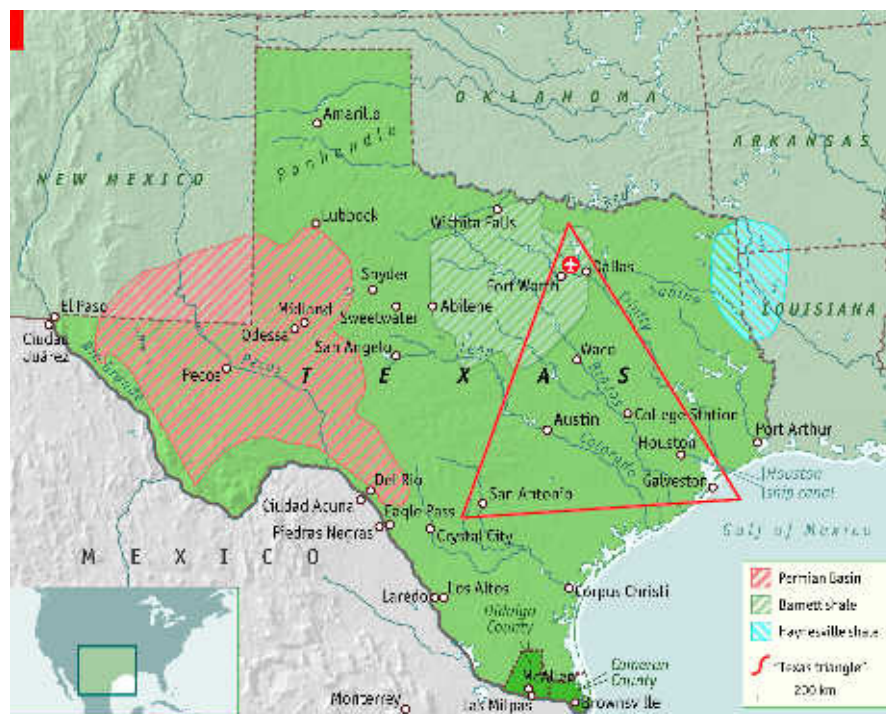 OKLAHOMA
Amarillo
Panhandle
ARKANSAS
NEW MEXICO
Lubbock
Wichita Falls
Snyder
Fort Worth
Dallas
Trinity
Sabine
LOUISIANA
El Paso
Midland
Sweetwater
Abilene
Odessa
Ciudad
Juárez
San Angelo
Waco
Rio Grande
Pecos
Pecos
TEXAS
Brazos
College Station
Austin
Port Arthur
Houston
Colorado
Galveston
Houston
ship canal
Del Rio
San Antonio
Ciudad Acuna
Eagle Pass
Piedras Negras
Crystal City
Gulf of Mexico
MEXICO
Permian Basin
Laredo
Los Altos
Corpus Christi
Barnett shale
Hidalgo
County
Haynesville shale
Cameron
County
"Texas triangle"
McAllen
200 km
Monterrey
Las Milpas
Brownsville